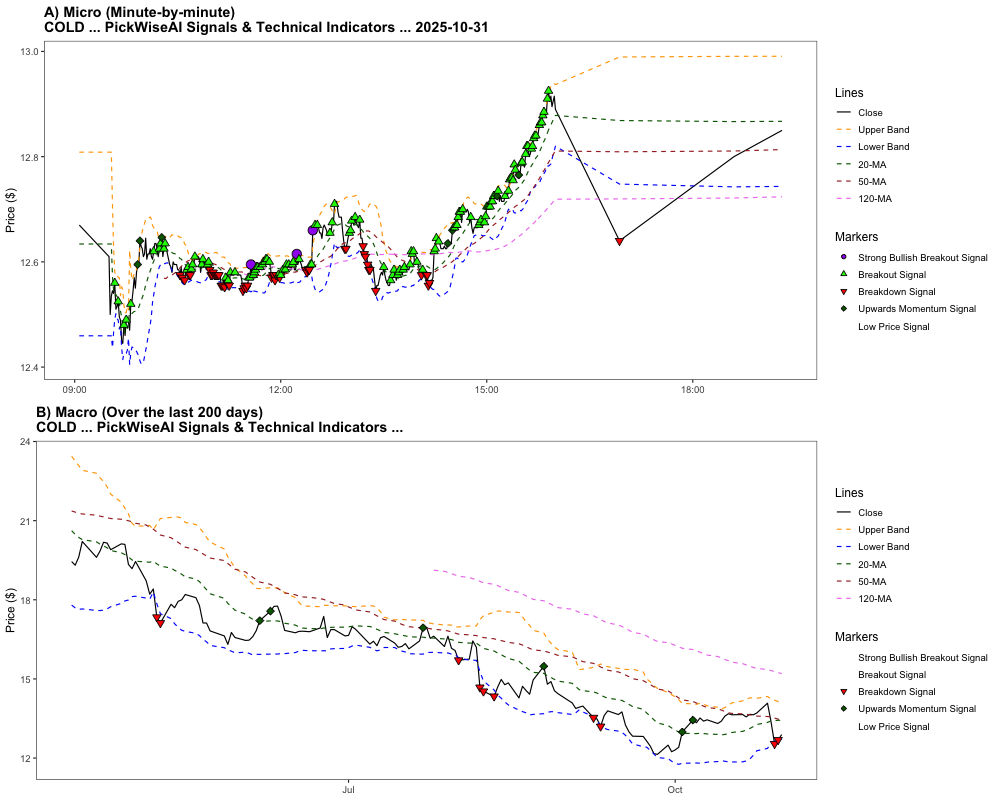 A) Micro (Minute-by-minute)
COLD ... PickWiseAI Signals & Technical Indicators ... 2025-10-31
13.0
12.8
12.6
12.4
Price ($)
09:00
12:00
15:00
18:00
Lines
Close
Upper Band
Lower Band
20-MA
50-MA
120-MA
Markers
Strong Bullish Breakout Signal
Breakout Signal
Breakdown Signal
Upwards Momentum Signal
Low Price Signal
B) Macro (Over the last 200 days)
COLD ... PickWiseAI Signals & Technical Indicators ...
24
21
18
15
12
Price ($)
Jul
Oct
Lines
Close
Upper Band
Lower Band
20-MA
50-MA
120-MA
Markers
Strong Bullish Breakout Signal
Breakout Signal
Breakdown Signal
Upwards Momentum Signal
Low Price Signal